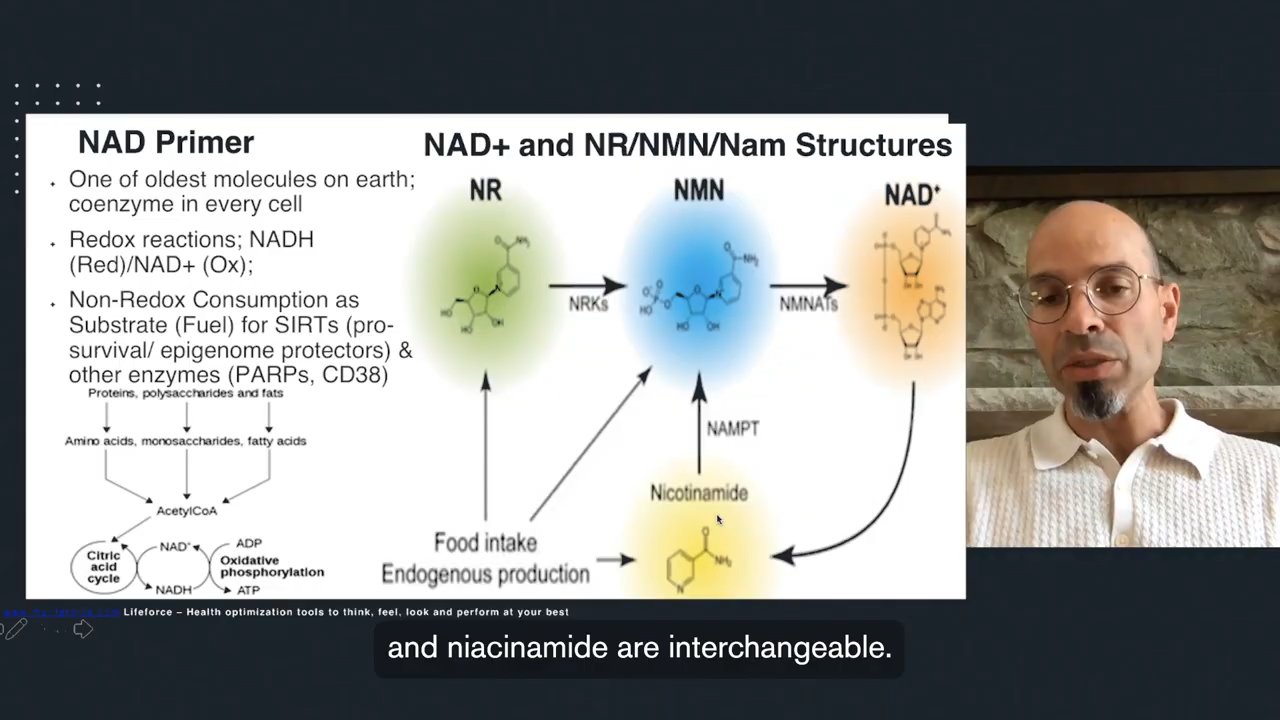 NAD Primer
One of oldest molecules on earth;
coenzyme in every cell
Redox reactions; NADH
(Red)/NAD+ (Ox);
Non-Redox Consumption as
Substrate (Fuel) for SIRTs (pro-
survival/ epigenome protectors) &
other enzymes (PARPs, CD38)
Proteins, polysaccharides and fats
Amino acids, monosaccharides, fatty acids
AcetylCoA
Citric
acid
cycle
NAD⁺
NADH
ADP
Oxidative
phosphorylation
ATP
NAD+ and NR/NMN/Nam Structures
NR
NMN
NAD⁺
NRKs
NMNATs
NAMPT
Nicotinamide
Food intake
Endogenous production
Lifeforce – Health optimization tools to think, feel, look and perform at your best
and niacinamide are interchangeable.